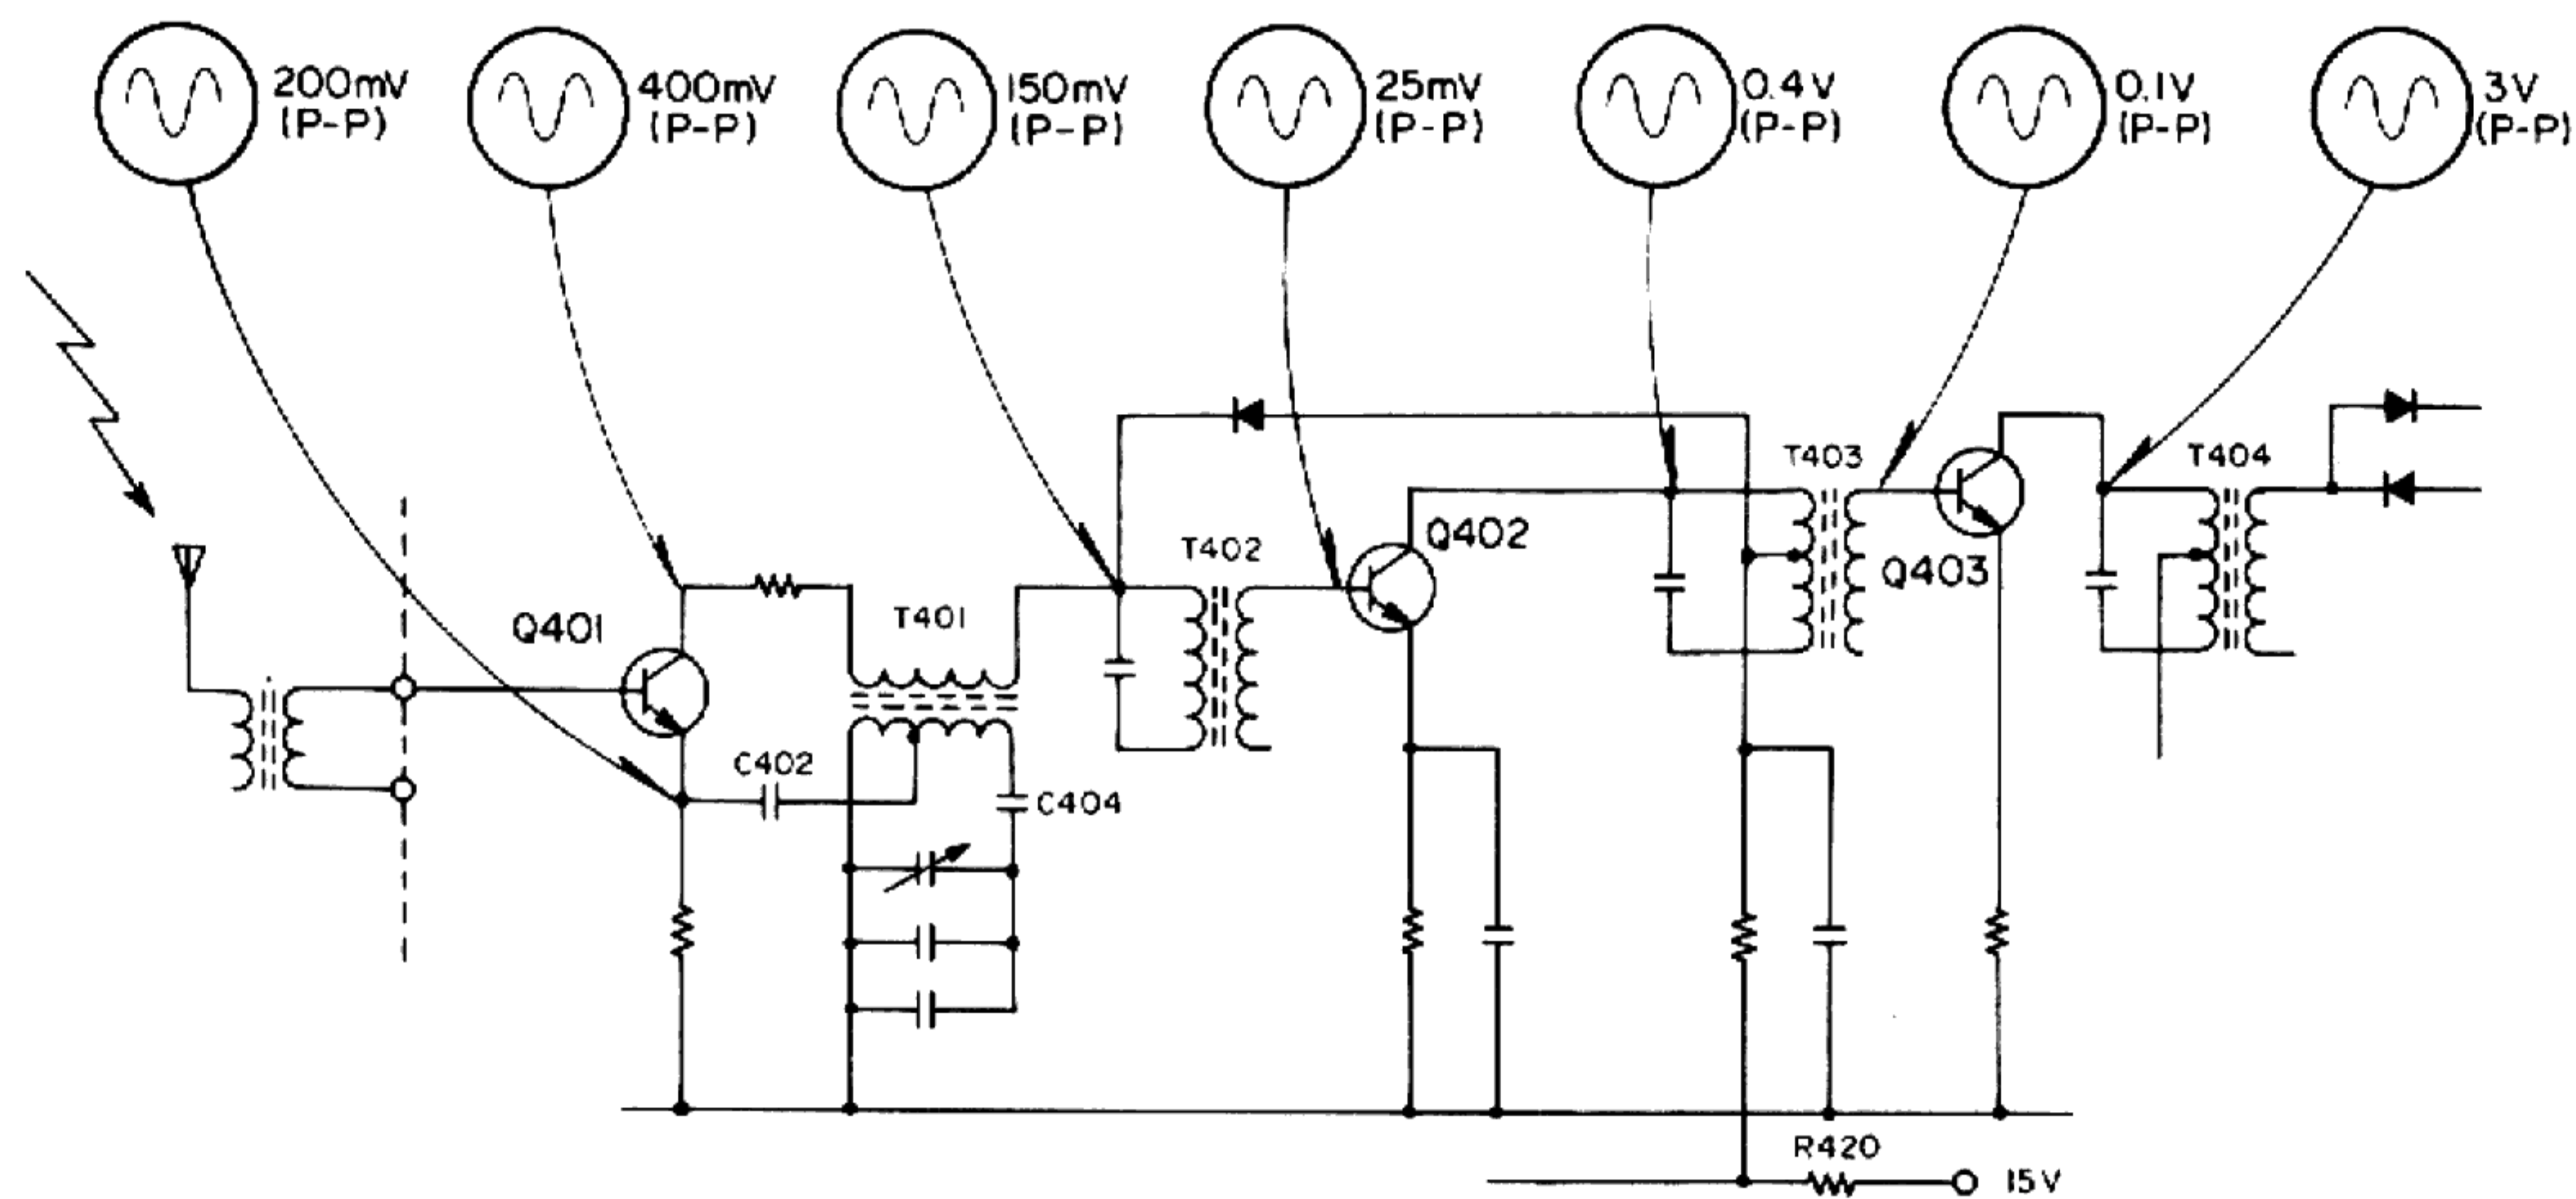 200mV
(P-P)
400mV
(P-P)
150mV
(P-P)
25mV
(P-P)
0.4V
(P-P)
0.1V
(P-P)
3V
(P-P)
T403
T404
Q402
T402
Q403
Q401
T401
C402
C404
R420
15V